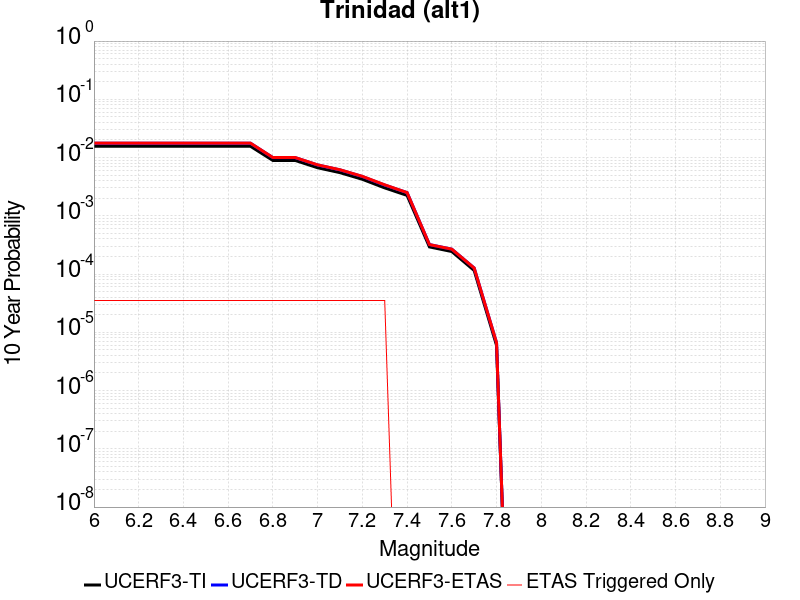 Trinidad (alt1)
10^0
10^-1
10^-2
10^-3
10^-4
10^-5
10^-6
10^-7
10^-8
10 Year Probability
6 6.2 6.4 6.6 6.8 7 7.2 7.4 7.6 7.8 8 8.2 8.4 8.6 8.8 9
Magnitude
UCERF3-TI UCERF3-TD UCERF3-ETAS ETAS Triggered Only